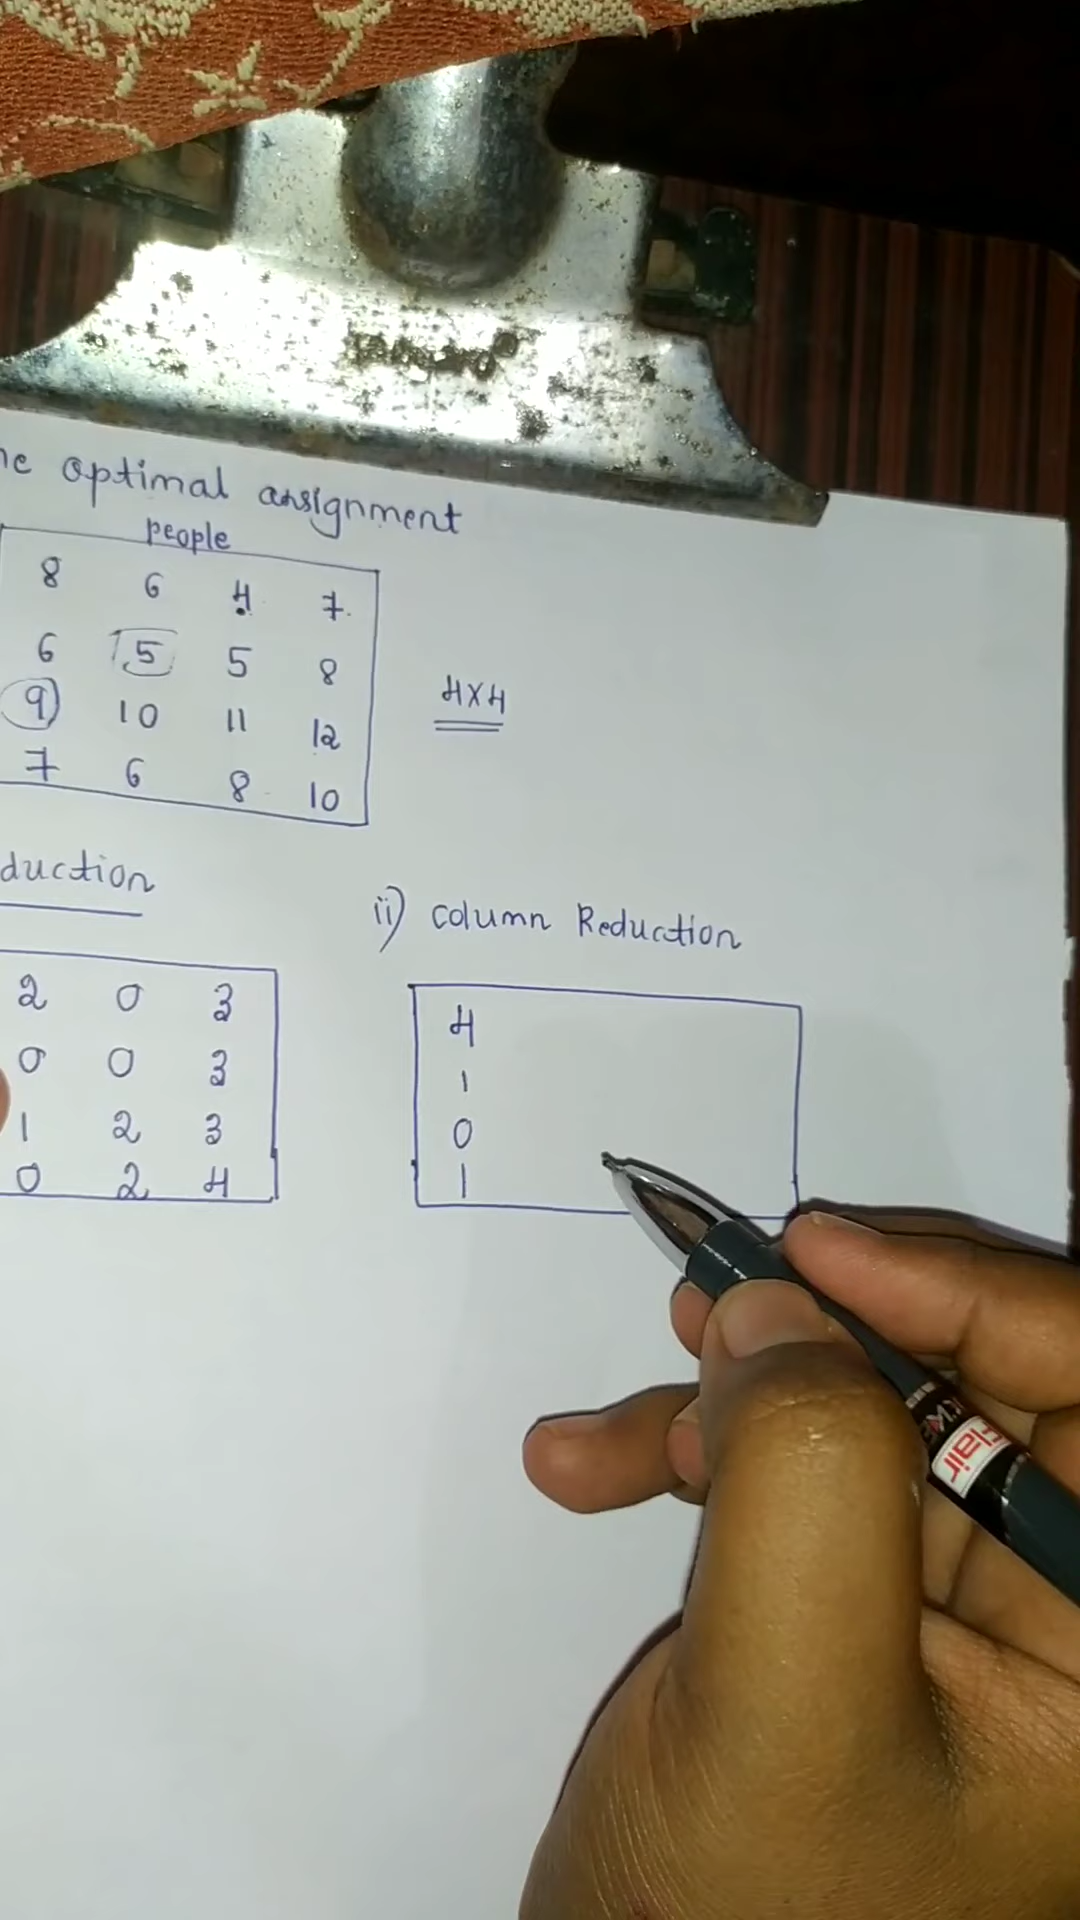 optimal assignment
people
8 6 4 7
6 5 5 8
9 10 11 12
7 6 8 10
4x4
duction
ii) column Reduction
2 0 3
0 0 3
1 2 3
0 2 4
4
1
0
1
Flair